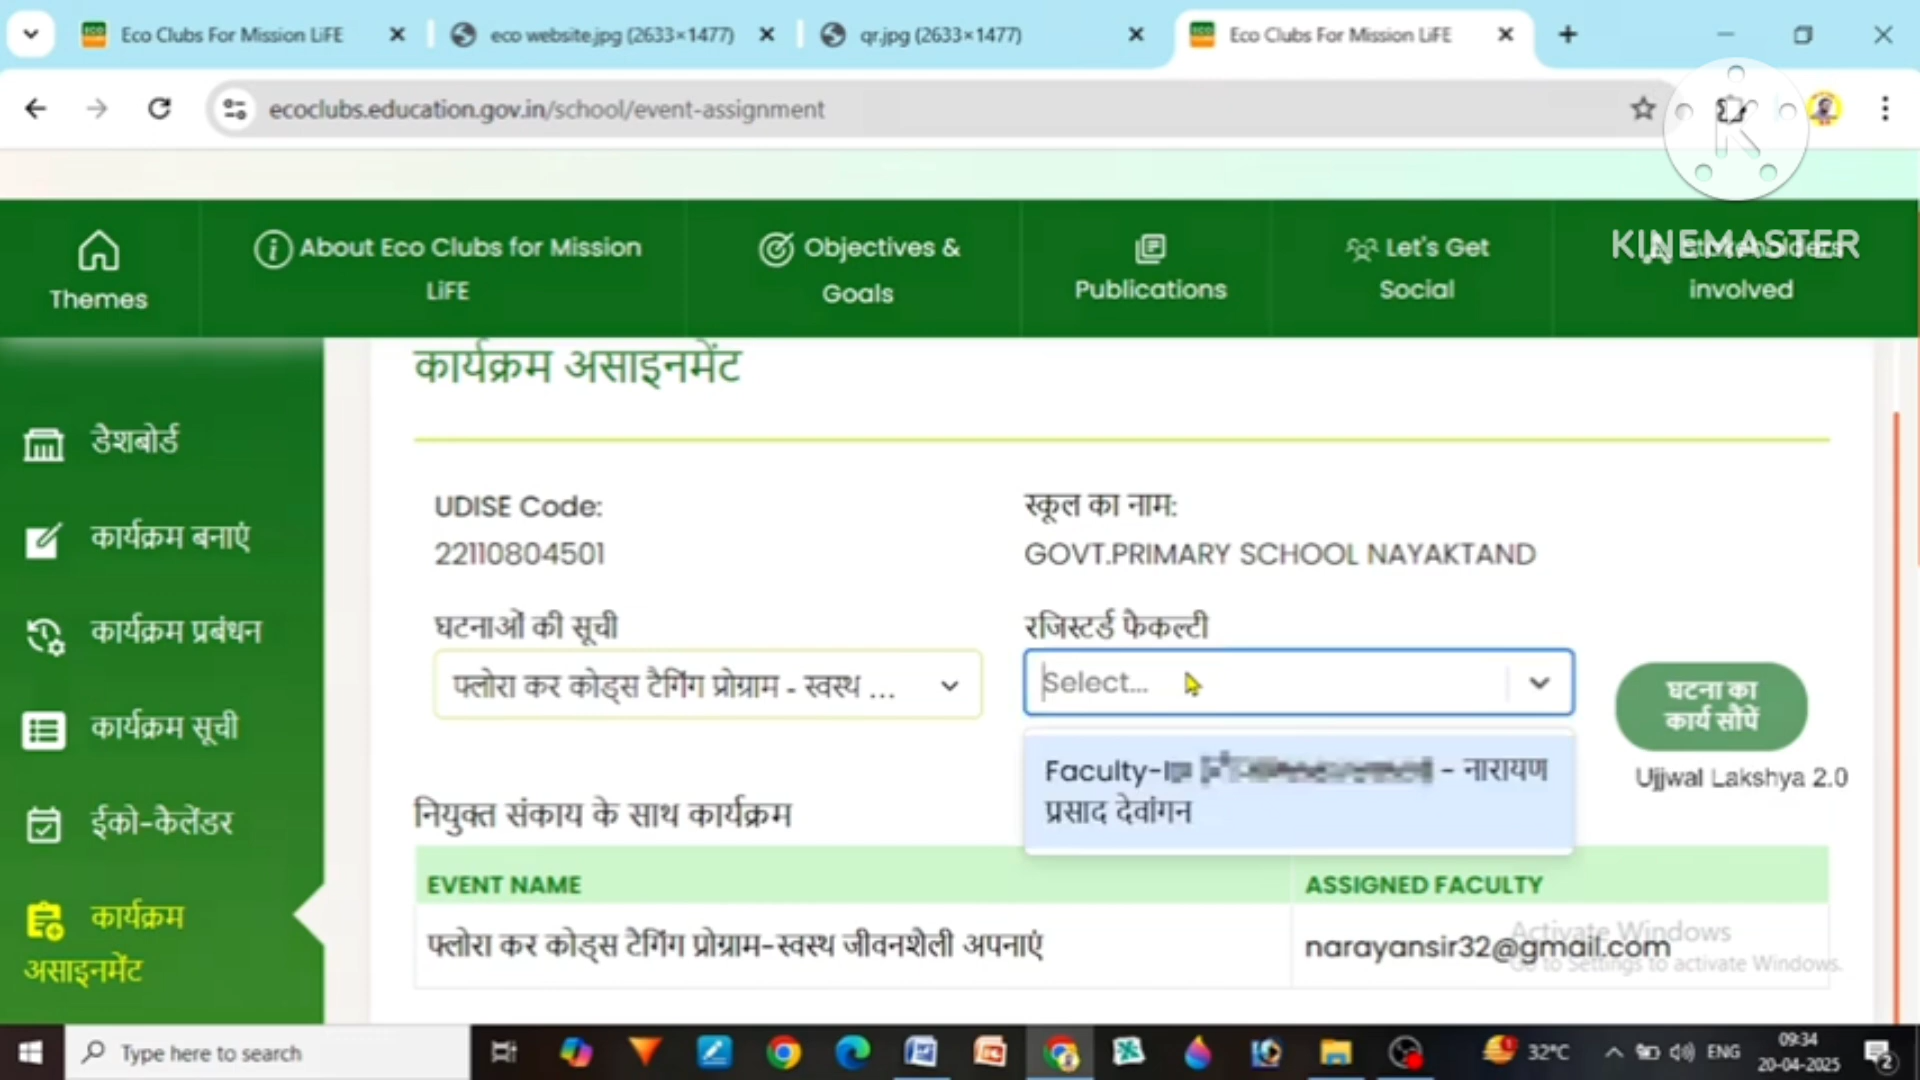 Eco Clubs For Mission LiFE
eco website.jpg (2633×1477)
qr.jpg (2633×1477)
Eco Clubs For Mission LiFE
ecoclubs.education.gov.in/school/event-assignment
KINEMASTER
Themes
About Eco Clubs for Mission
LiFE
Objectives &
Goals
Publications
Let's Get
Social
Stakeholders
involved
कार्यक्रम असाइनमेंट
डेशबोर्ड
कार्यक्रम बनाएं
कार्यक्रम प्रबंधन
कार्यक्रम सूची
ईको-कैलेंडर
कार्यक्रम
असाइनमेंट
UDISE Code:
22110804501
स्कूल का नाम:
GOVT.PRIMARY SCHOOL NAYAKTAND
घटनाओं की सूची
फ्लोरा कर कोड्स टैगिंग प्रोग्राम - स्वस्थ ...
रजिस्टर्ड फैकल्टी
Select...
घटना का
कार्य सौंपें
Ujjwal Lakshya 2.0
Faculty- - नारायण
प्रसाद देवांगन
नियुक्त संकाय के साथ कार्यक्रम
EVENT NAME
ASSIGNED FACULTY
फ्लोरा कर कोड्स टैगिंग प्रोग्राम-स्वस्थ जीवनशैली अपनाएं
narayansir32@gmail.com
Activate Windows
Go to Settings to activate Windows.
Type here to search
32°C
ENG
09:34
20-04-2025
2